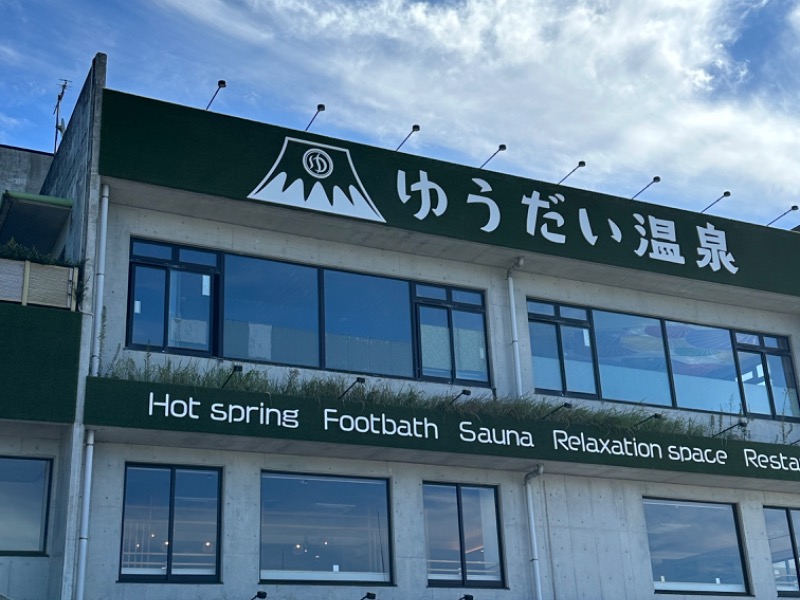 ゆうだい温泉
Hot spring Footbath Sauna Relaxation space